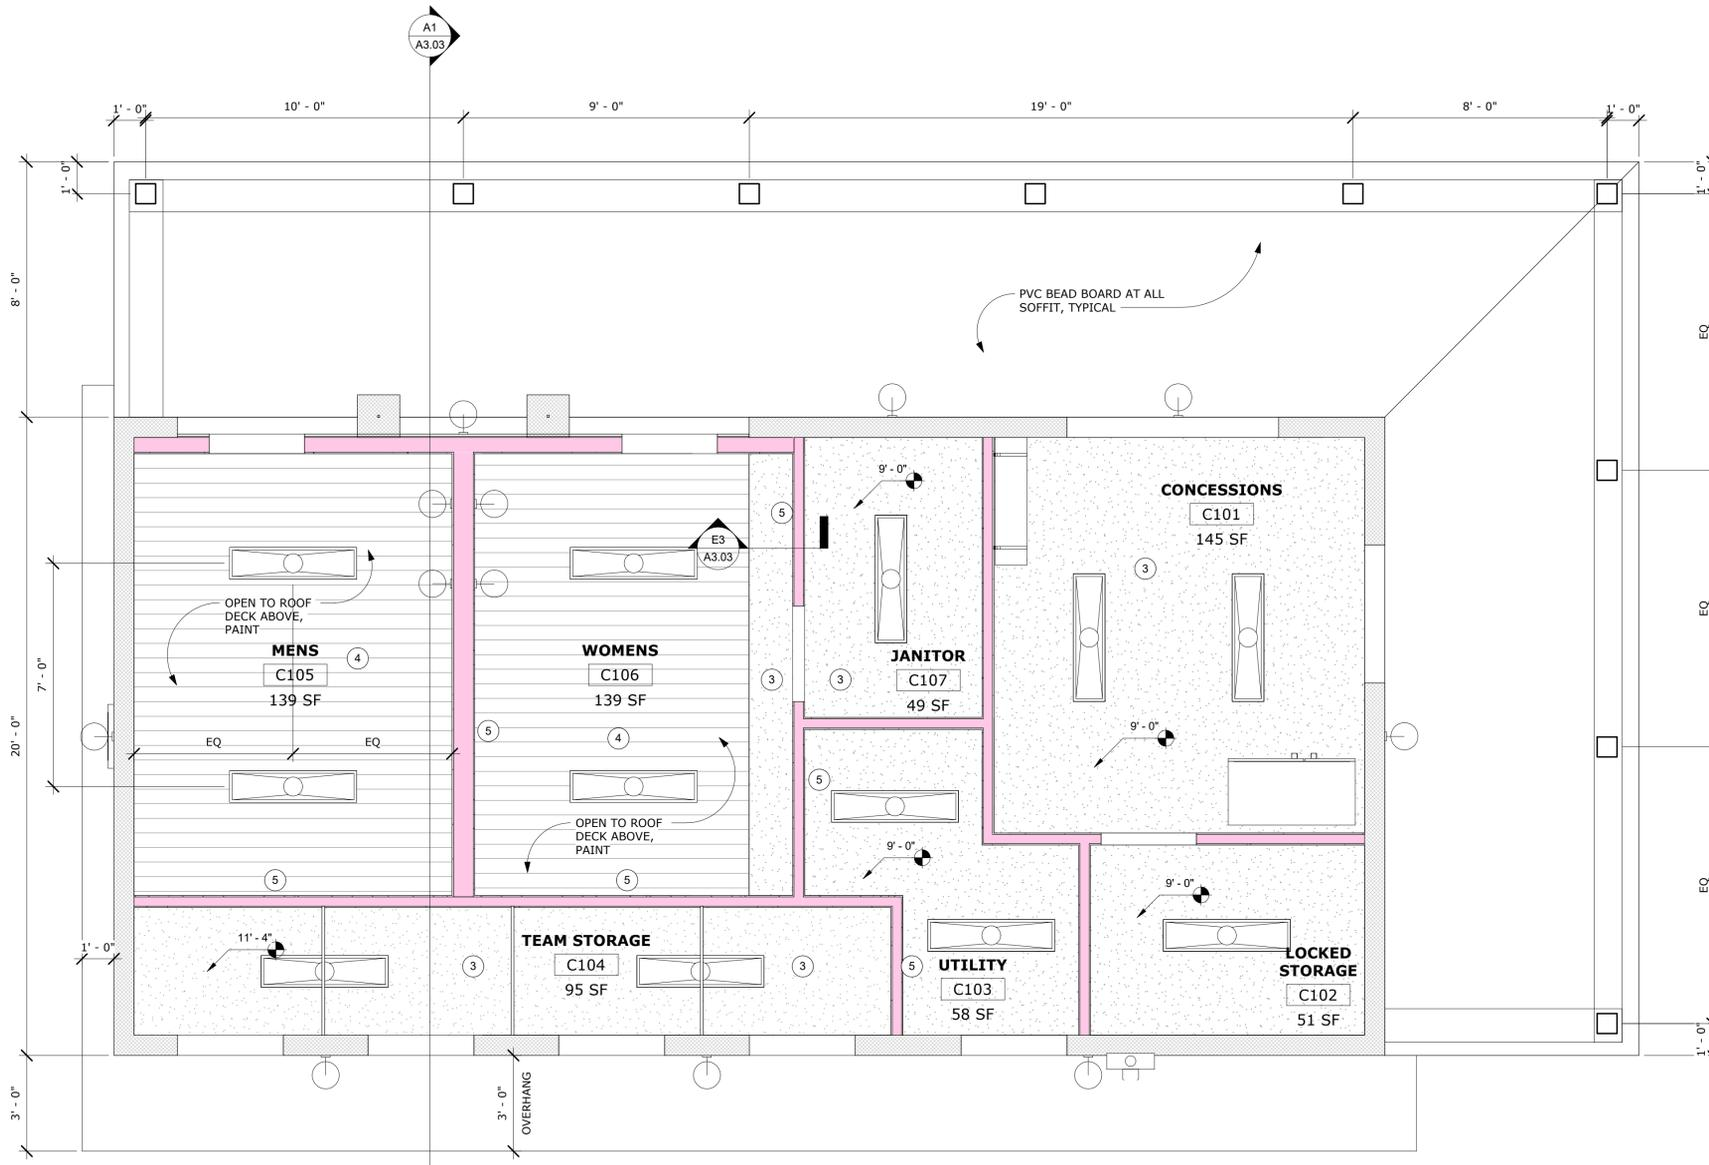 A1
A3.03
1' - 0"
10' - 0"
9' - 0"
19' - 0"
8' - 0"
1' - 0"
1' - 0"
1' - 0"
8' - 0"
PVC BEAD BOARD AT ALL
SOFFIT, TYPICAL
EQ
9' - 0"
CONCESSIONS
C101
145 SF
5
E3
A3.03
3
OPEN TO ROOF
DECK ABOVE,
PAINT
EQ
MENS
C105
139 SF
4
WOMENS
C106
139 SF
3
3
JANITOR
C107
49 SF
7' - 0"
20' - 0"
EQ
EQ
5
4
9' - 0"
5
OPEN TO ROOF
DECK ABOVE,
PAINT
9' - 0"
5
5
9' - 0"
EQ
1' - 0"
11' - 4"
3
TEAM STORAGE
C104
95 SF
3
5
UTILITY
C103
58 SF
LOCKED
STORAGE
C102
51 SF
1' - 0"
3' - 0"
3' - 0"
OVERHANG